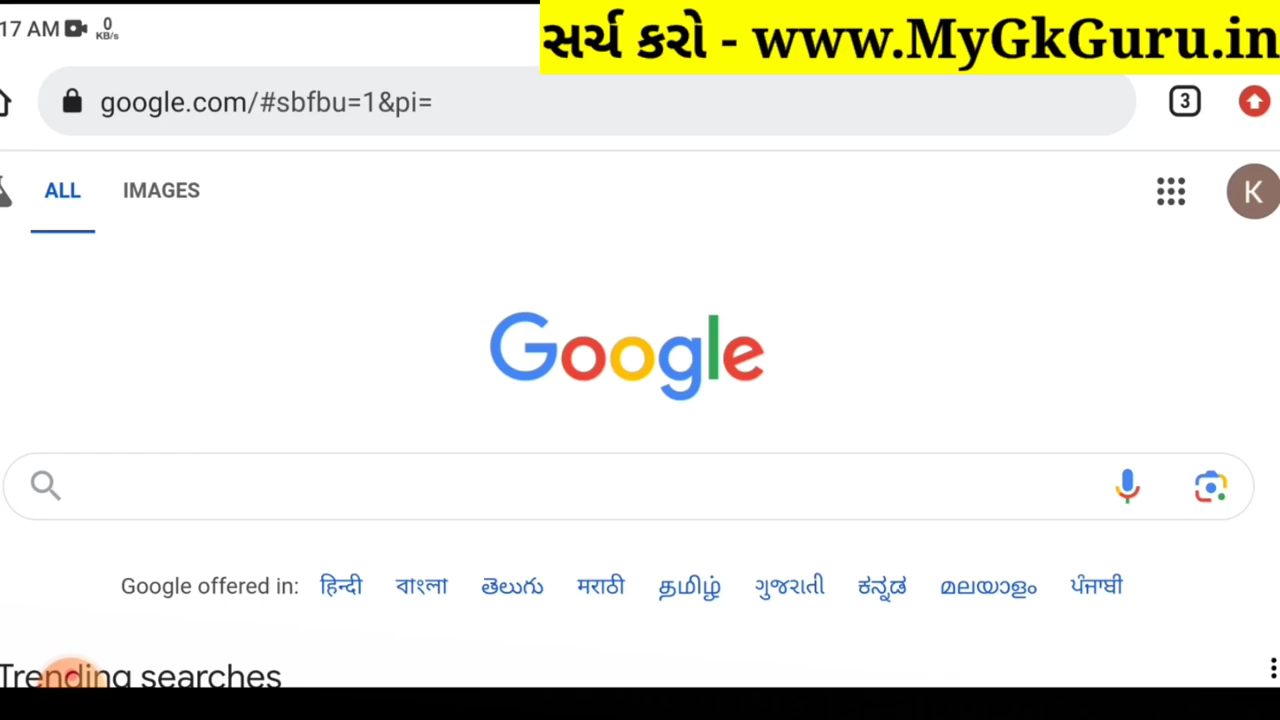 17 AM 0 KB/s
સર્ચ કરો - www.MyGkGuru.in
google.com/#sbfbu=1&pi=
3
ALL IMAGES
K
Google
Google offered in: हिन्दी বাংলা తెలుగు मराठी தமிழ் ગુજરાતી ಕನ್ನಡ മലയാളം ਪੰਜਾਬੀ
Trending searches